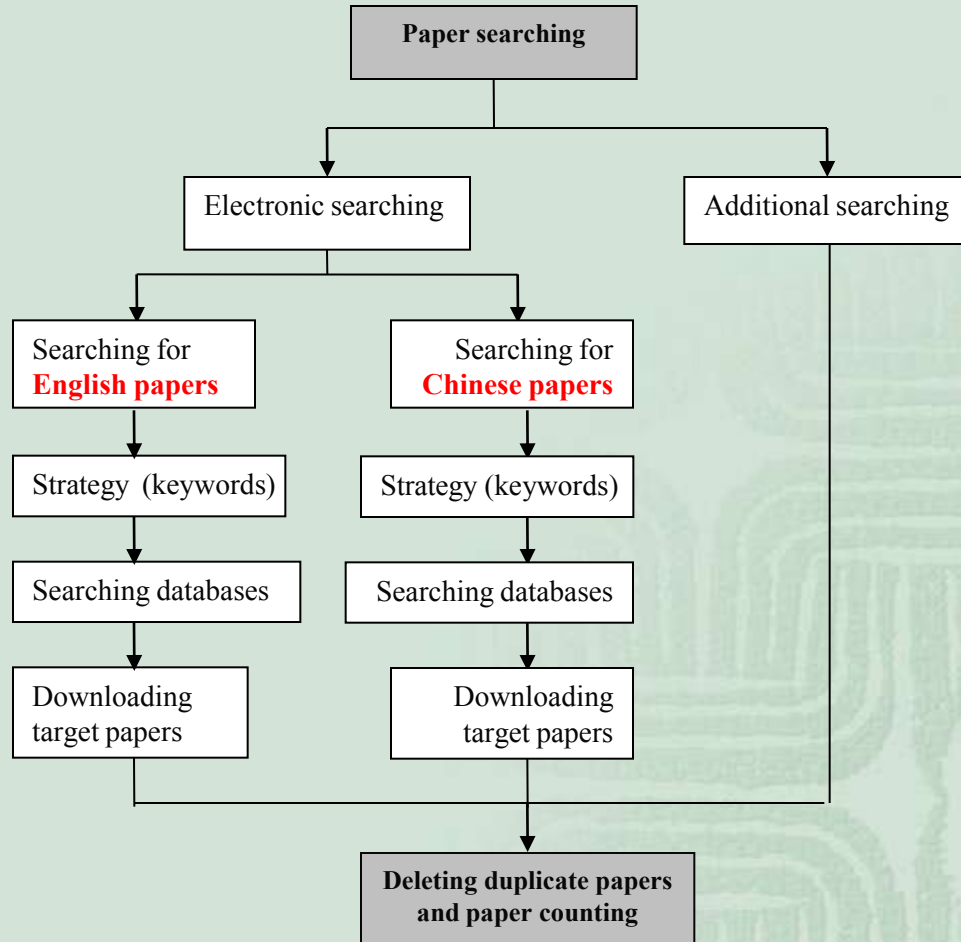 Paper searching
Electronic searching
Additional searching
Searching for
English papers
Searching for
Chinese papers
Strategy (keywords)
Strategy (keywords)
Searching databases
Searching databases
Downloading
target papers
Downloading
target papers
Deleting duplicate papers
and paper counting